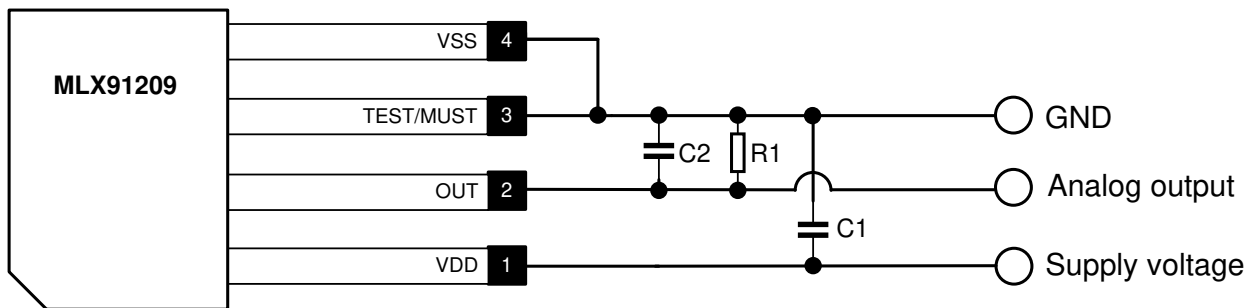 MLX91209
VSS 4
TEST/MUST 3
GND
C2
R1
OUT 2
Analog output
C1
VDD 1
Supply voltage